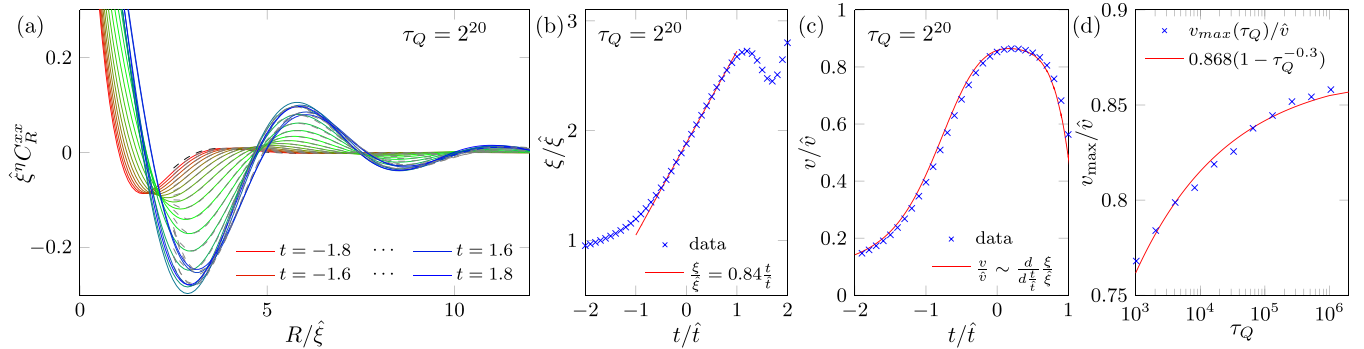 (a)
τ_Q = 2^20
0.2
0
−0.2
ξ̂^η C_R^xx
t = −1.8 ··· t = 1.6
t = −1.6 ··· t = 1.8
0 5 10
R/ξ̂
(b)
τ_Q = 2^20
3
2
1
ξ/ξ̂
data
ξ/ξ̂ = 0.84 t/t̂
−2 −1 0 1 2
t/t̂
(c)
τ_Q = 2^20
1
0.8
0.6
0.4
0.2
0
v/v̂
data
v/v̂ ∼ d/d(t/t̂) ξ/ξ̂
−2 −1 0 1
t/t̂
(d)
0.9
0.85
0.8
0.75
v_max/v̂
v_max(τ_Q)/v̂
0.868(1 − τ_Q^−0.3)
10^3 10^4 10^5 10^6
τ_Q